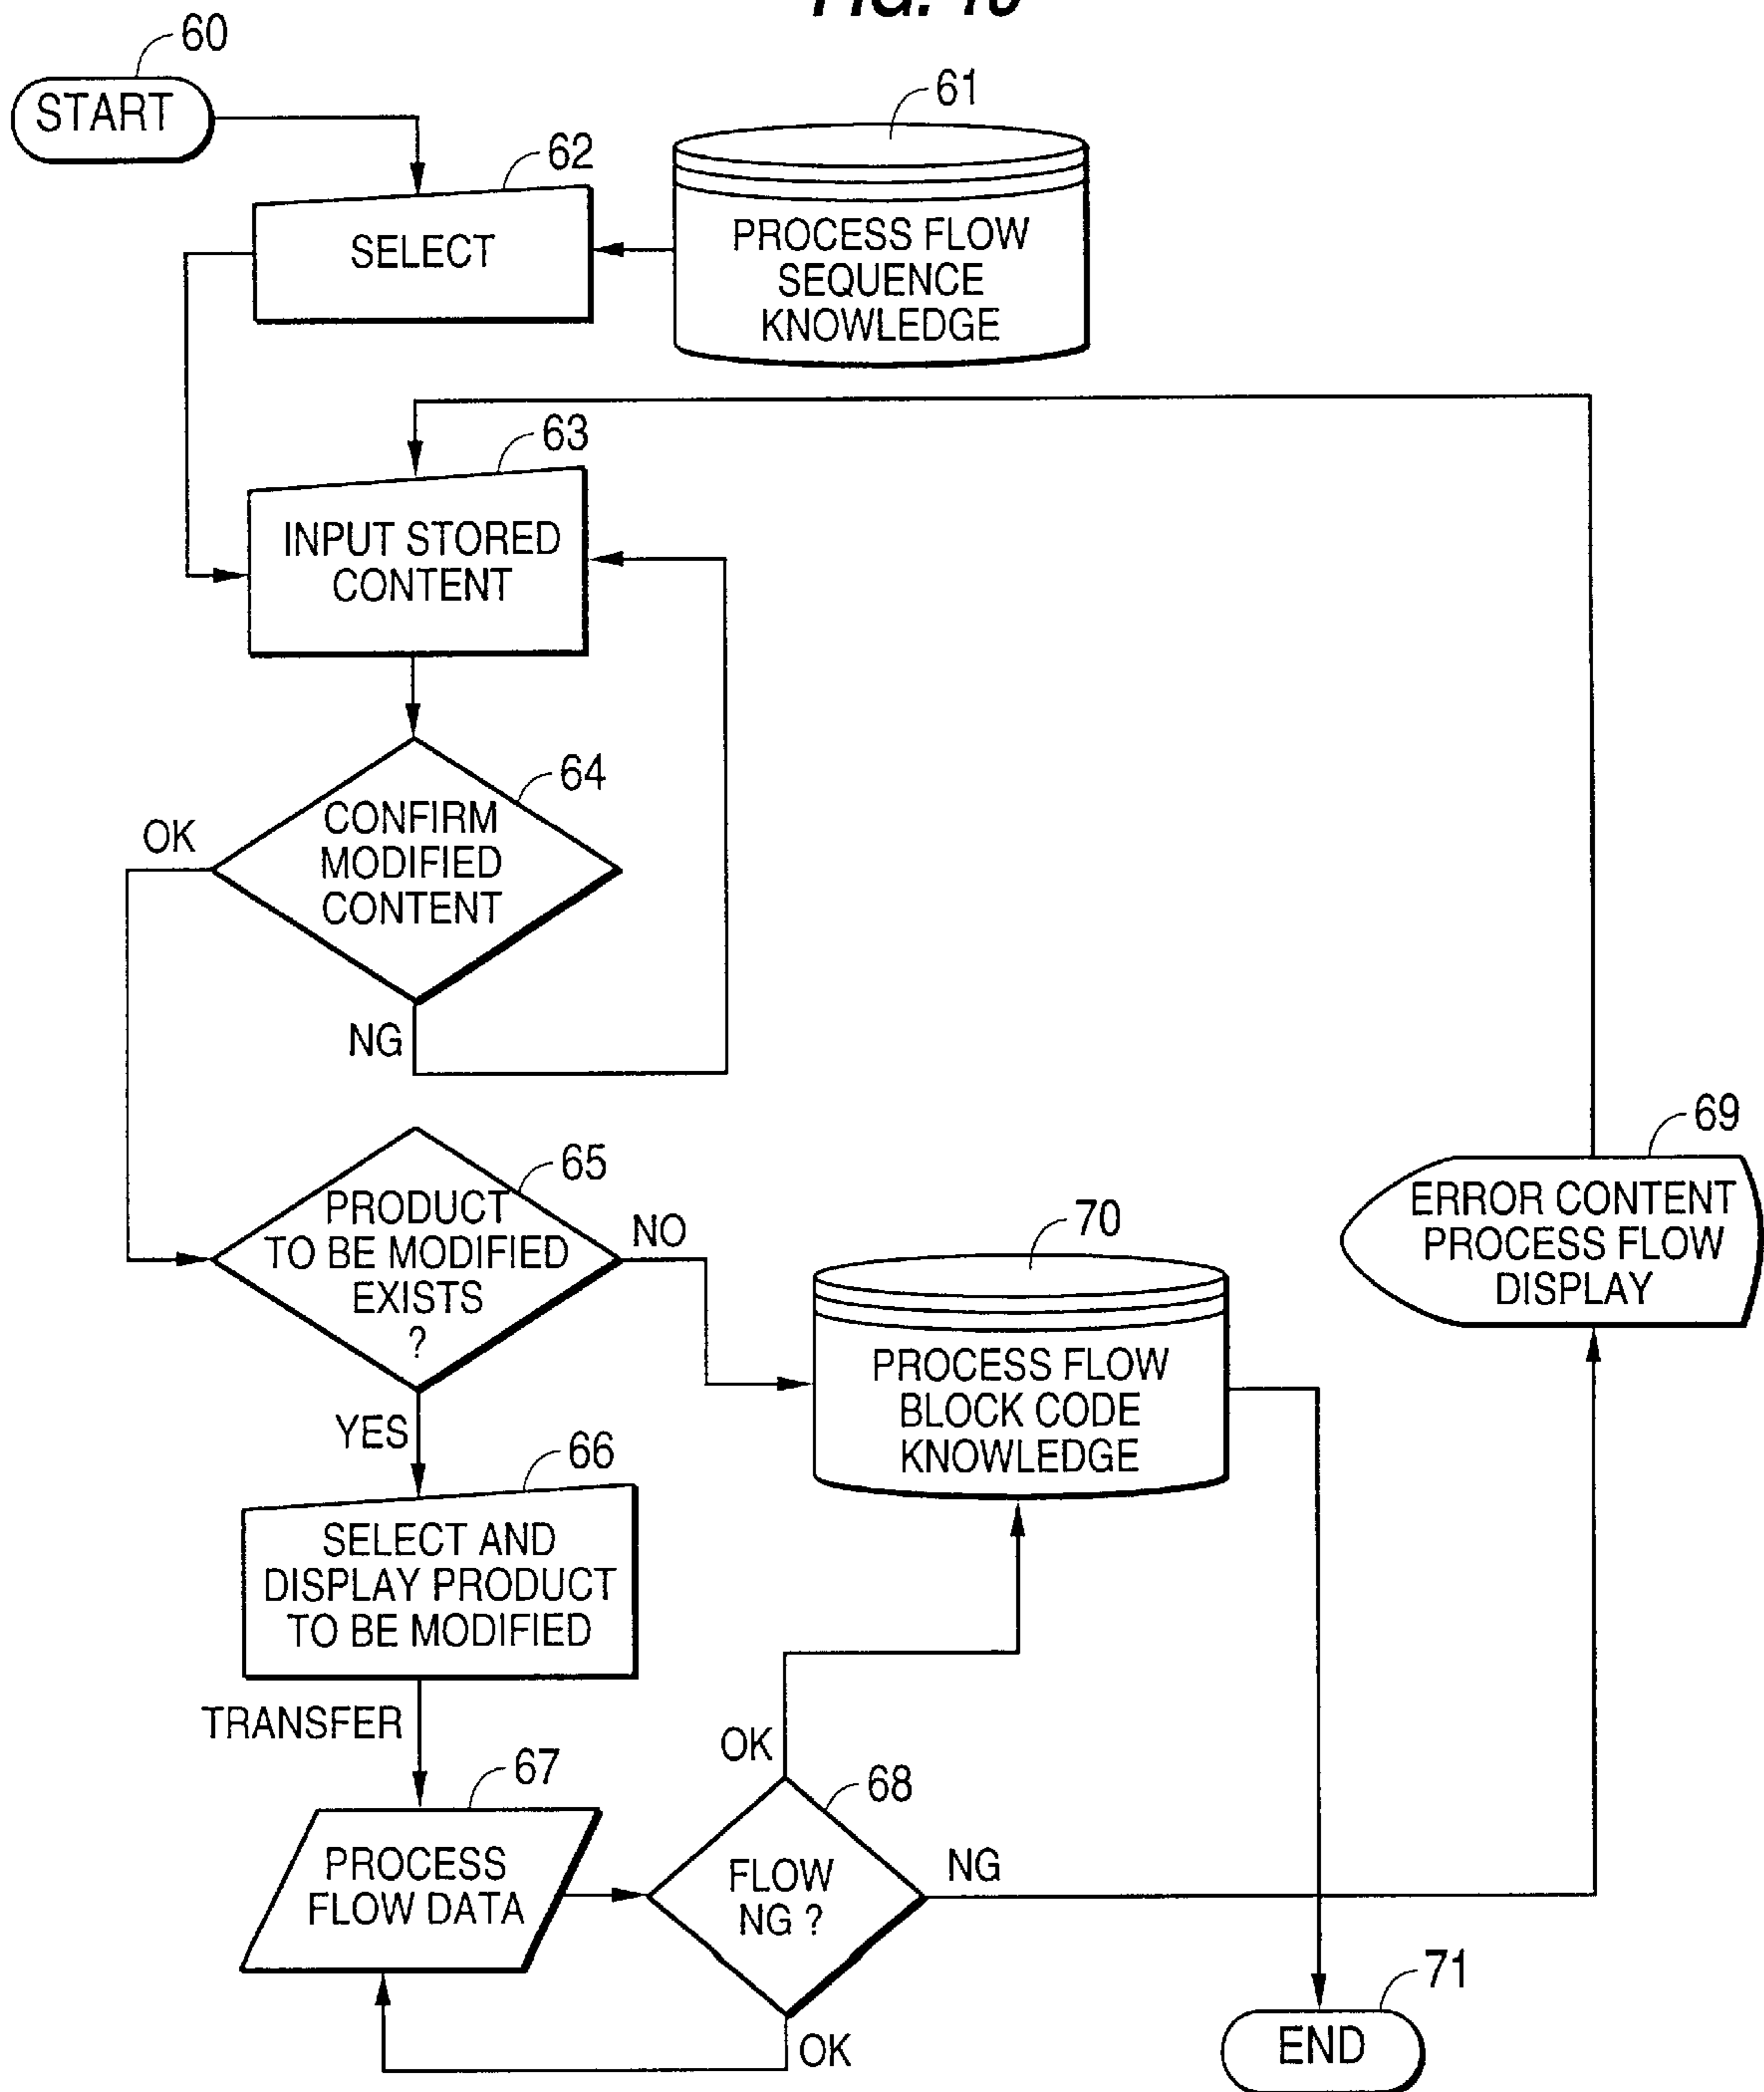 60
START
61
62
SELECT
PROCESS FLOW
SEQUENCE
KNOWLEDGE
63
INPUT STORED
CONTENT
64
CONFIRM
MODIFIED
CONTENT
OK
NG
65
PRODUCT
TO BE MODIFIED
EXISTS
?
NO
YES
69
ERROR CONTENT
PROCESS FLOW
DISPLAY
70
PROCESS FLOW
BLOCK CODE
KNOWLEDGE
66
SELECT AND
DISPLAY PRODUCT
TO BE MODIFIED
TRANSFER
67
PROCESS
FLOW DATA
OK
68
FLOW
NG ?
NG
OK
71
END